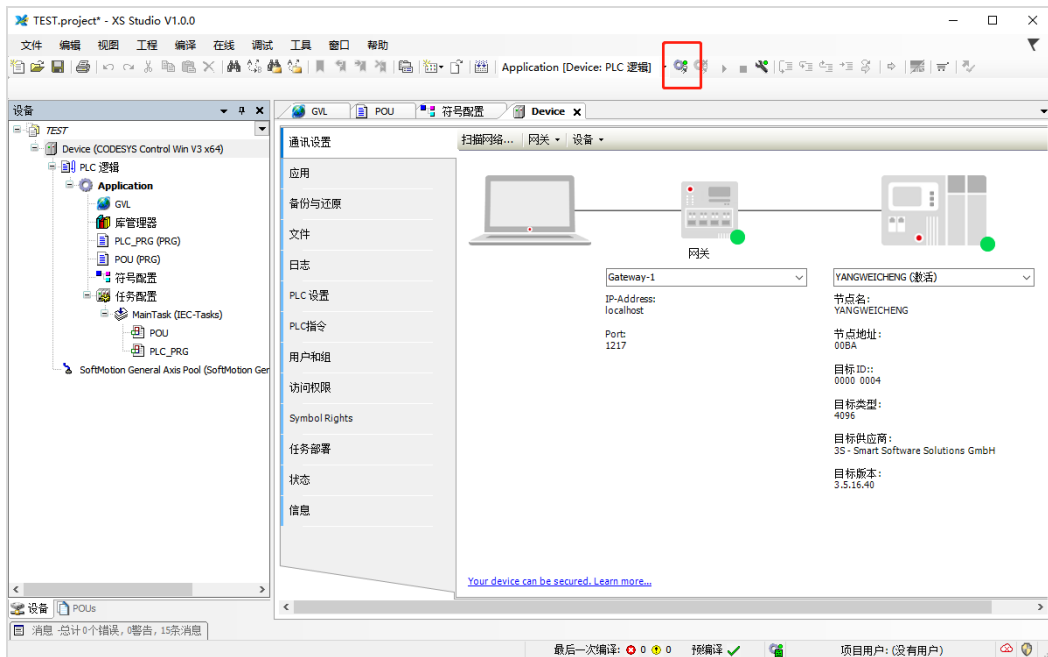 TEST.project* - XS Studio V1.0.0
文件 编辑 视图 工程 编译 在线 调试 工具 窗口 帮助
Application [Device: PLC 逻辑]
设备
GVL POU 符号配置 Device
TEST
Device (CODESYS Control Win V3 x64)
PLC 逻辑
Application
GVL
库管理器
PLC_PRG (PRG)
POU (PRG)
符号配置
任务配置
MainTask (IEC-Tasks)
POU
PLC_PRG
SoftMotion General Axis Pool (SoftMotion Ger
设备 POUs
通讯设置
应用
备份与还原
文件
日志
PLC 设置
PLC指令
用户和组
访问权限
Symbol Rights
任务部署
状态
信息
扫描网络... 网关 设备
网关
Gateway-1
IP-Address:
localhost
Port:
1217
YANGWEICHENG (激活)
节点名:
YANGWEICHENG
节点地址:
00BA
目标ID::
0000 0004
目标类型:
4096
目标供应商:
3S - Smart Software Solutions GmbH
目标版本:
3.5.16.40
Your device can be secured. Learn more...
消息 -总计0个错误, 0警告, 15条消息
最后一次编译: 0 0 预编译 项目用户: (没有用户)